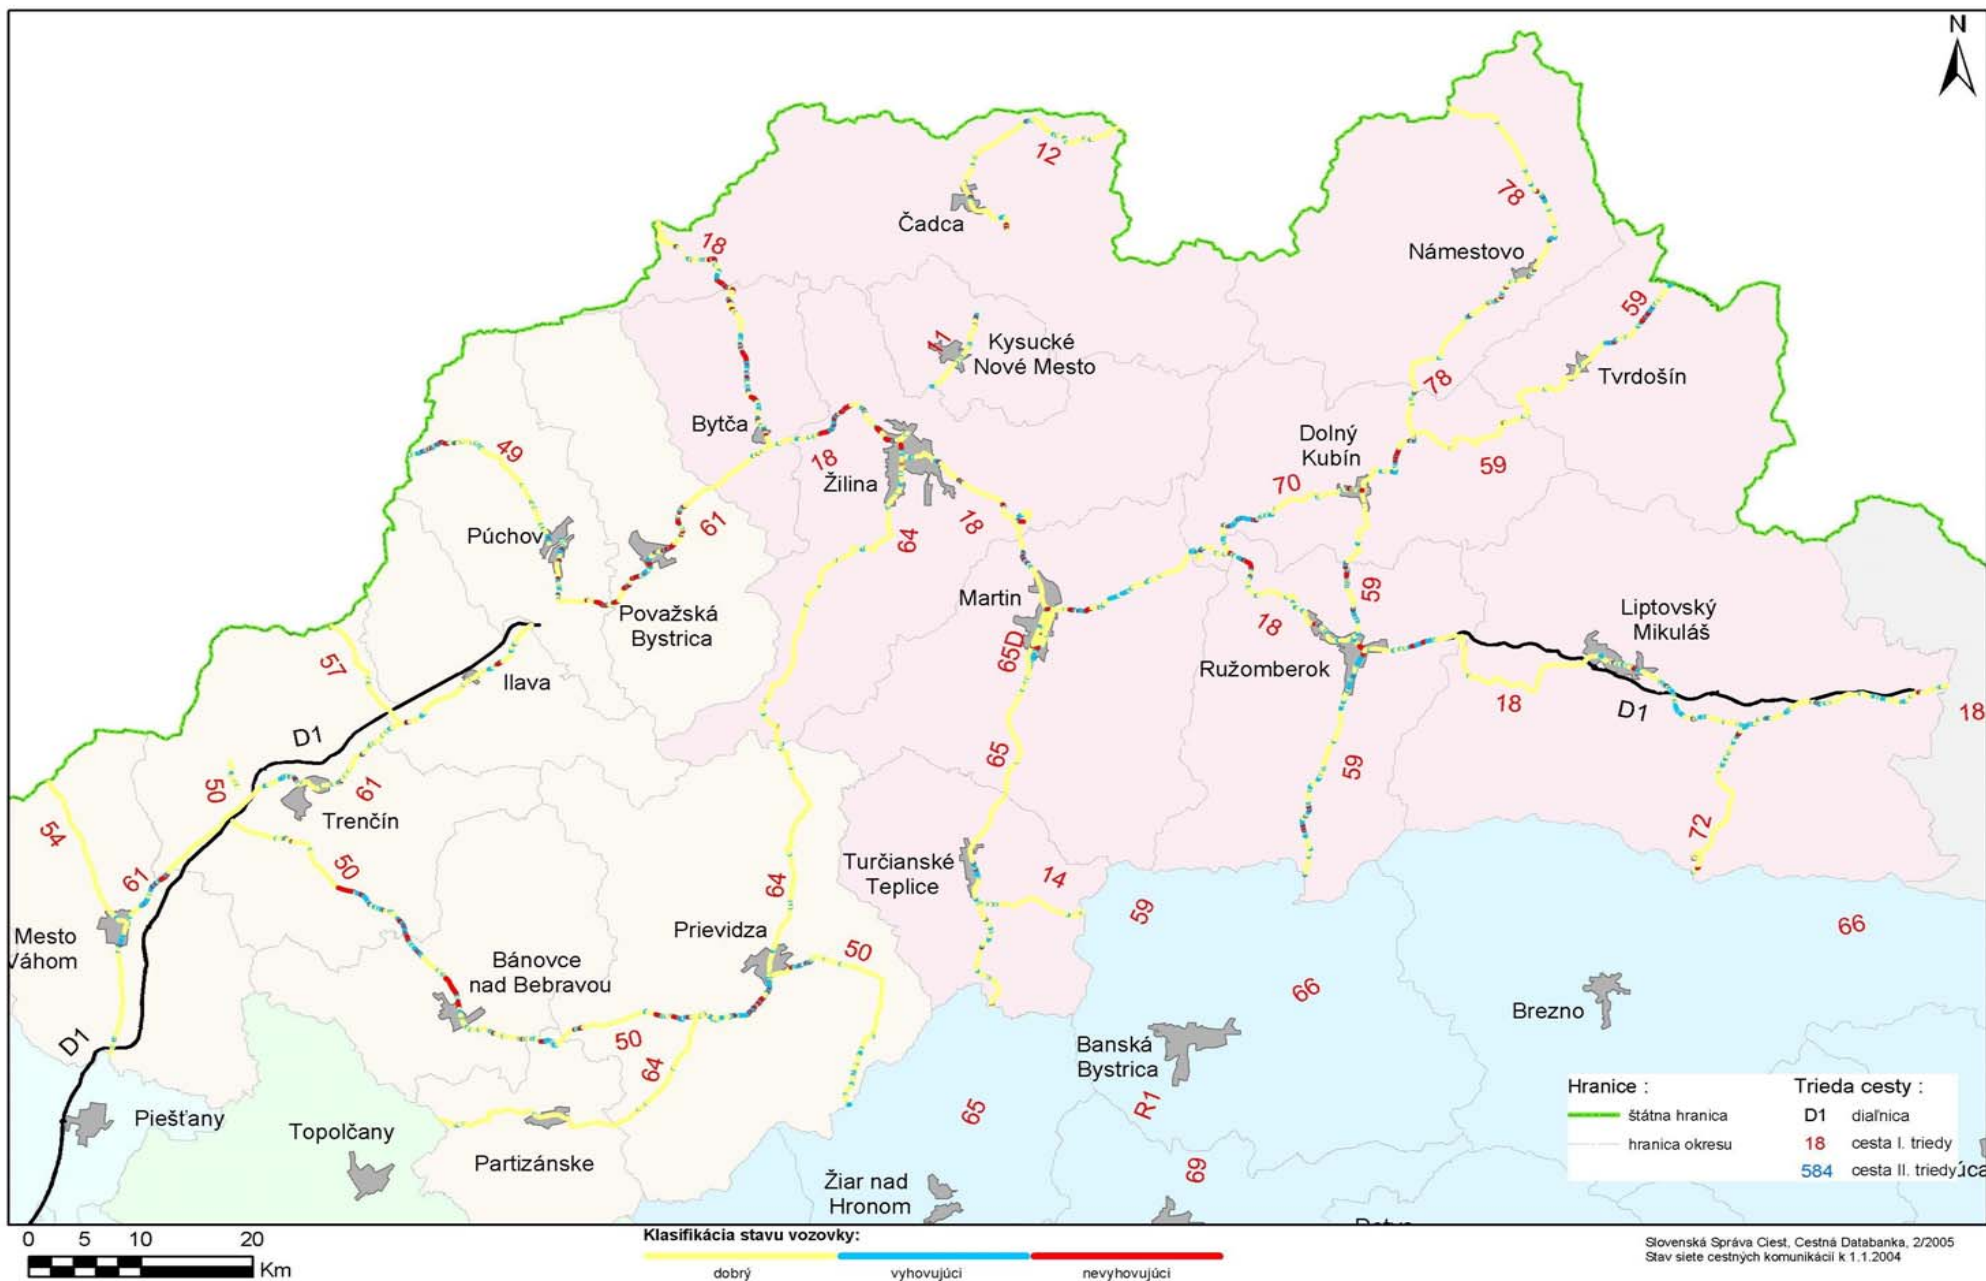 N
12
Čadca
18
78
Námestovo
59
11
Kysucké
Nové Mesto
78
Tvrdošín
Bytča
49
18
Dolný
Kubín
59
Žilina
70
Púchov
61
64
18
59
Martin
Považská
Bystrica
18
Liptovský
Mikuláš
57
Ilava
65D
Ružomberok
18
D1
18
D1
65
59
50
61
Trenčín
54
72
50
61
Turčianske
Teplice
14
64
59
66
Mesto
Váhom
Prievidza
50
Bánovce
nad Bebravou
66
Brezno
D1
50
64
Banská
Bystrica
65
R1
Piešťany
Topolčany
Partizánske
69
Žiar nad
Hronom
Hranice :
štátna hranica
hranica okresu
Trieda cesty :
D1 diaľnica
18 cesta I. triedy
584 cesta II. triedy
0 5 10 20
Km
Klasifikácia stavu vozovky:
dobrý vyhovujúci nevyhovujúci
Slovenská Správa Ciest, Cestná Databanka, 2/2005
Stav siete cestných komunikácií k 1.1.2004